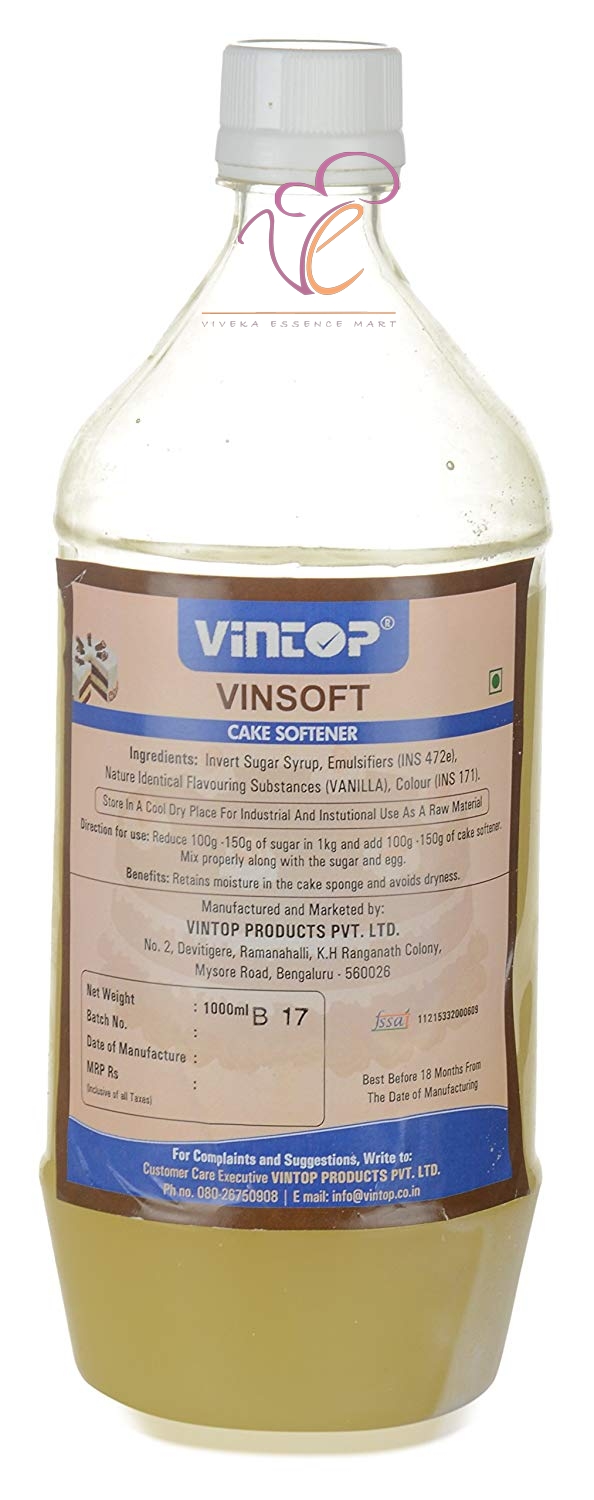 VIVEKA ESSENCE MART
VINTOP®
VINSOFT
CAKE SOFTENER
Ingredients: Invert Sugar Syrup, Emulsifiers (INS 472e),
Nature Identical Flavouring Substances (VANILLA), Colour (INS 171).
Store In A Cool Dry Place For Industrial And Instutional Use As A Raw Material
Direction for use: Reduce 100g -150g of sugar in 1kg and add 100g -150g of cake softener.
Mix properly along with the sugar and egg.
Benefits: Retains moisture in the cake sponge and avoids dryness.
Manufactured and Marketed by:
VINTOP PRODUCTS PVT. LTD.
No. 2, Devitigere, Ramanahalli, K.H Ranganath Colony,
Mysore Road, Bengaluru - 560026
Net Weight : 1000ml
Batch No. : B 17
Date of Manufacture :
MRP Rs :
(Inclusive of all Taxes)
fssai 11215332000609
Best Before 18 Months From
The Date of Manufacturing
For Complaints and Suggestions, Write to:
Customer Care Executive VINTOP PRODUCTS PVT. LTD.
Ph no. 080-26750908 | E mail: info@vintop.co.in